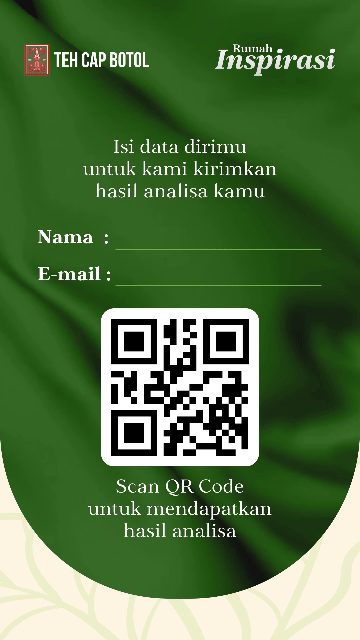 TEH CAP BOTOL
Rumah
Inspirasi
Isi data dirimu
untuk kami kirimkan
hasil analisa kamu
Nama :
E-mail :
Scan QR Code
untuk mendapatkan
hasil analisa